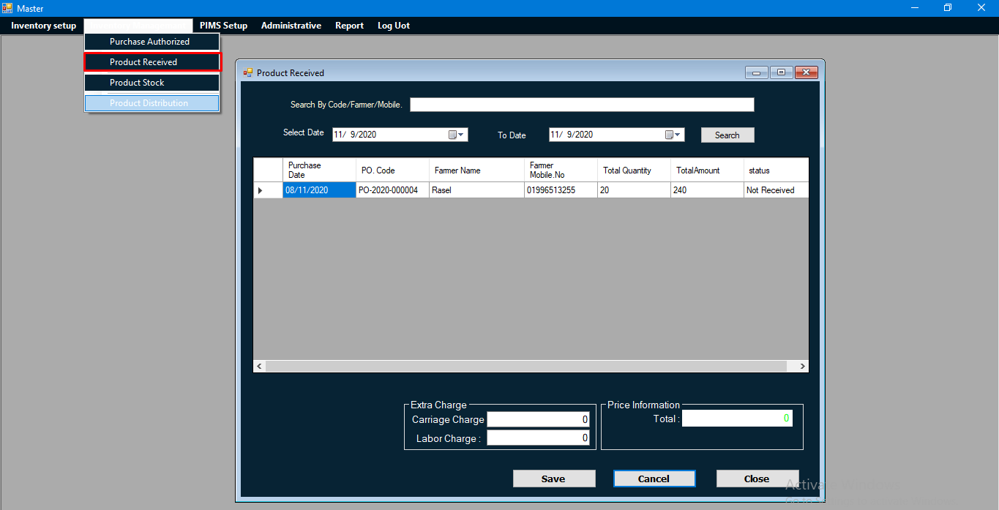 Master
Inventory setup
PIMS Setup
Administrative
Report
Log Uot
Purchase Authorized
Product Received
Product Stock
Product Distribution
Product Received
Search By Code/Farmer/Mobile.
Select Date 11/ 9/2020 To Date 11/ 9/2020 Search
Purchase Date PO. Code Farmer Name Farmer Mobile.No Total Quantity TotalAmount status
08/11/2020 PO-2020-000004 Rasel 01996513255 20 240 Not Received
Extra Charge
Carriage Charge 0
Labor Charge : 0
Price Information
Total : 0
Save Cancel Close